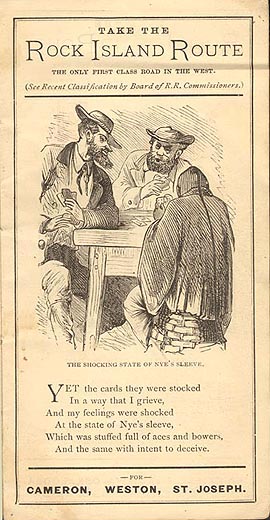 TAKE THE
ROCK ISLAND ROUTE
THE ONLY FIRST CLASS ROAD IN THE WEST.
(See Recent Classification by Board of R.R. Commissioners.)
THE SHOCKING STATE OF NYE'S SLEEVE.
YET the cards they were stocked
In a way that I grieve,
And my feelings were shocked
At the state of Nye's sleeve,
Which was stuffed full of aces and bowers,
And the same with intent to deceive.
—FOR—
CAMERON, WESTON, ST. JOSEPH.